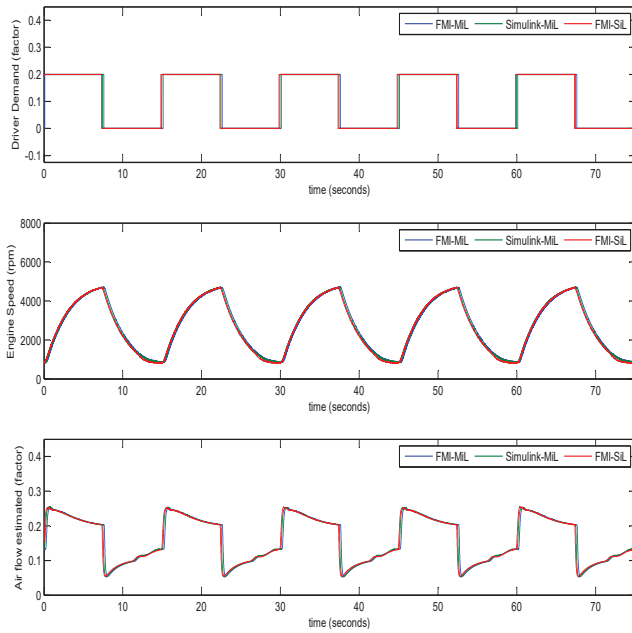 Driver Demand (factor)
0.4
0.3
0.2
0.1
0
-0.1
FMI-MiL Simulink-MiL FMI-SiL
0 10 20 30 40 50 60 70
time (seconds)
Engine Speed (rpm)
8000
6000
4000
2000
0
FMI-MiL Simulink-MiL FMI-SiL
0 10 20 30 40 50 60 70
time (seconds)
Air flow estimated (factor)
0.4
0.3
0.2
0.1
0
FMI-MiL Simulink-MiL FMI-SiL
0 10 20 30 40 50 60 70
time (seconds)